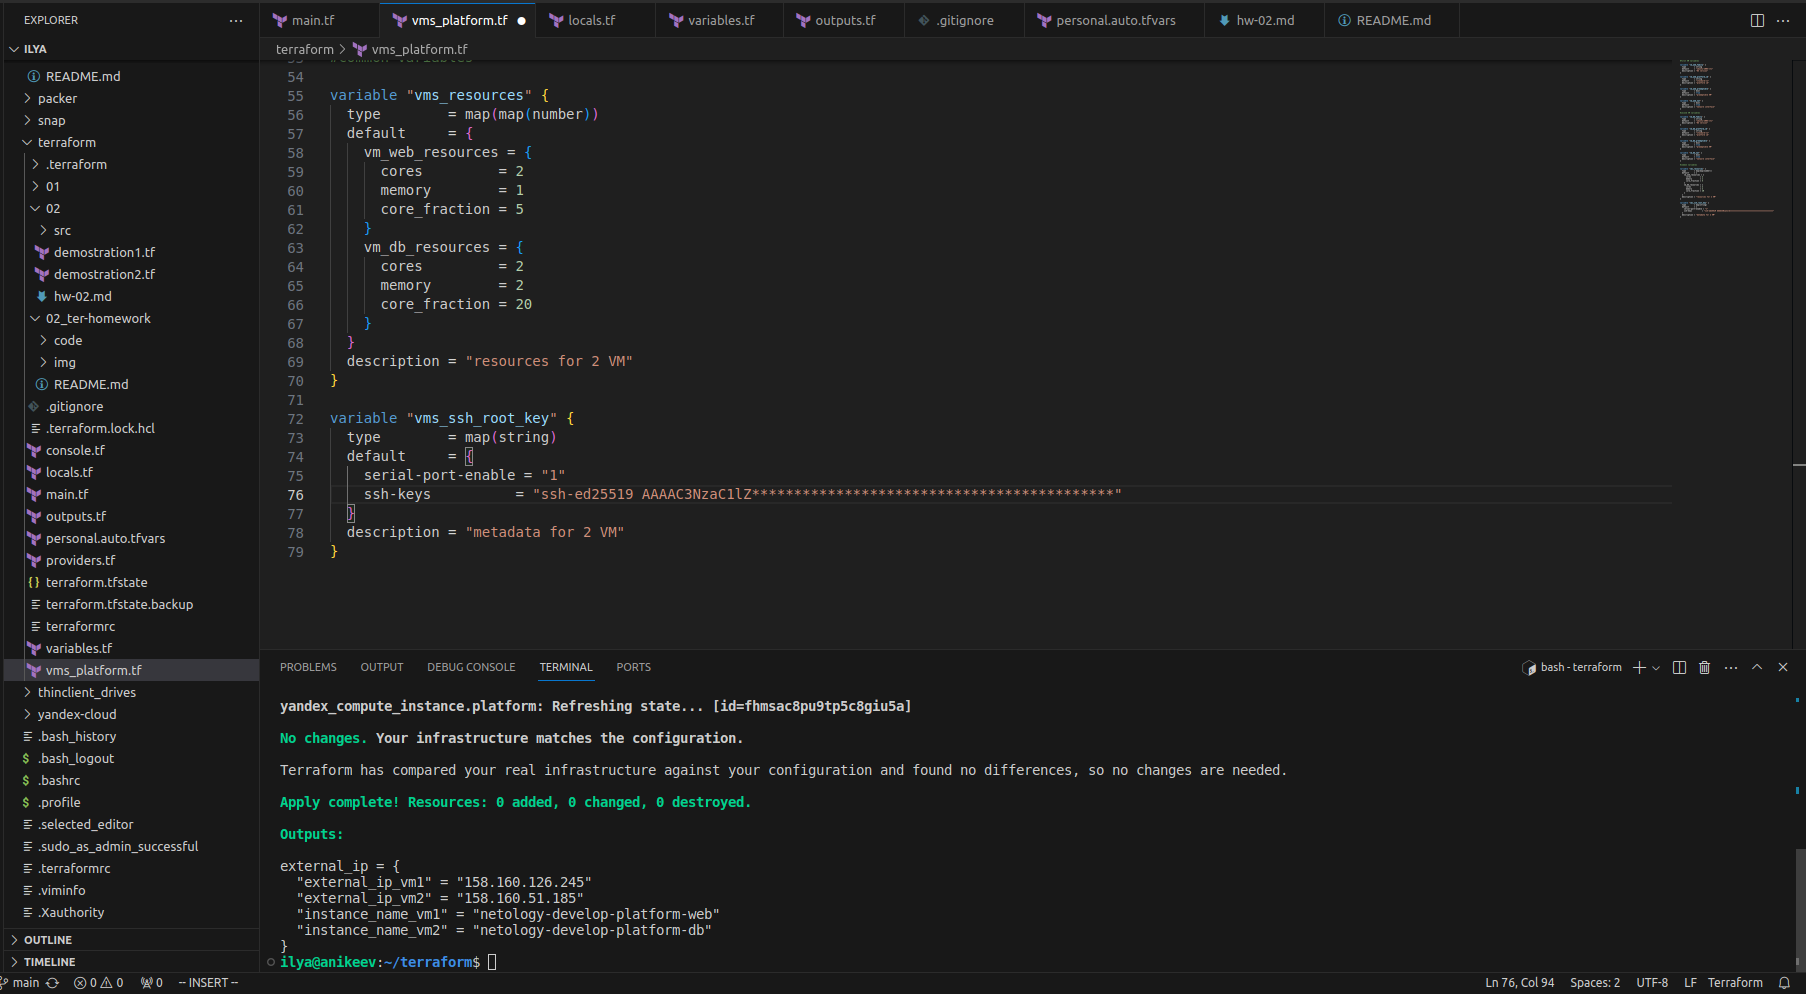 EXPLORER
ILYA
README.md
packer
snap
terraform
.terraform
01
02
src
demostration1.tf
demostration2.tf
hw-02.md
02_ter-homework
code
img
README.md
.gitignore
.terraform.lock.hcl
console.tf
locals.tf
main.tf
outputs.tf
personal.auto.tfvars
providers.tf
terraform.tfstate
terraform.tfstate.backup
terraformrc
variables.tf
vms_platform.tf
thinclient_drives
yandex-cloud
.bash_history
.bash_logout
.bashrc
.profile
.selected_editor
.sudo_as_admin_successful
.terraformrc
.viminfo
.Xauthority
OUTLINE
TIMELINE
main.tf vms_platform.tf locals.tf variables.tf outputs.tf .gitignore personal.auto.tfvars hw-02.md README.md
terraform > vms_platform.tf
54
55 variable "vms_resources" {
56 type = map(map(number))
57 default = {
58 vm_web_resources = {
59 cores = 2
60 memory = 1
61 core_fraction = 5
62 }
63 vm_db_resources = {
64 cores = 2
65 memory = 2
66 core_fraction = 20
67 }
68 }
69 description = "resources for 2 VM"
70 }
71
72 variable "vms_ssh_root_key" {
73 type = map(string)
74 default = {
75 serial-port-enable = "1"
76 ssh-keys = "ssh-ed25519 AAAAC3NzaC1lZ*******************************************"
77 }
78 description = "metadata for 2 VM"
79 }
PROBLEMS OUTPUT DEBUG CONSOLE TERMINAL PORTS
bash - terraform
yandex_compute_instance.platform: Refreshing state... [id=fhmsac8pu9tp5c8giu5a]
No changes. Your infrastructure matches the configuration.
Terraform has compared your real infrastructure against your configuration and found no differences, so no changes are needed.
Apply complete! Resources: 0 added, 0 changed, 0 destroyed.
Outputs:
external_ip = {
"external_ip_vm1" = "158.160.126.245"
"external_ip_vm2" = "158.160.51.185"
"instance_name_vm1" = "netology-develop-platform-web"
"instance_name_vm2" = "netology-develop-platform-db"
}
ilya@anikeev:~/terraform$
main 0 0 0 -- INSERT -- Ln 76, Col 94 Spaces: 2 UTF-8 LF Terraform